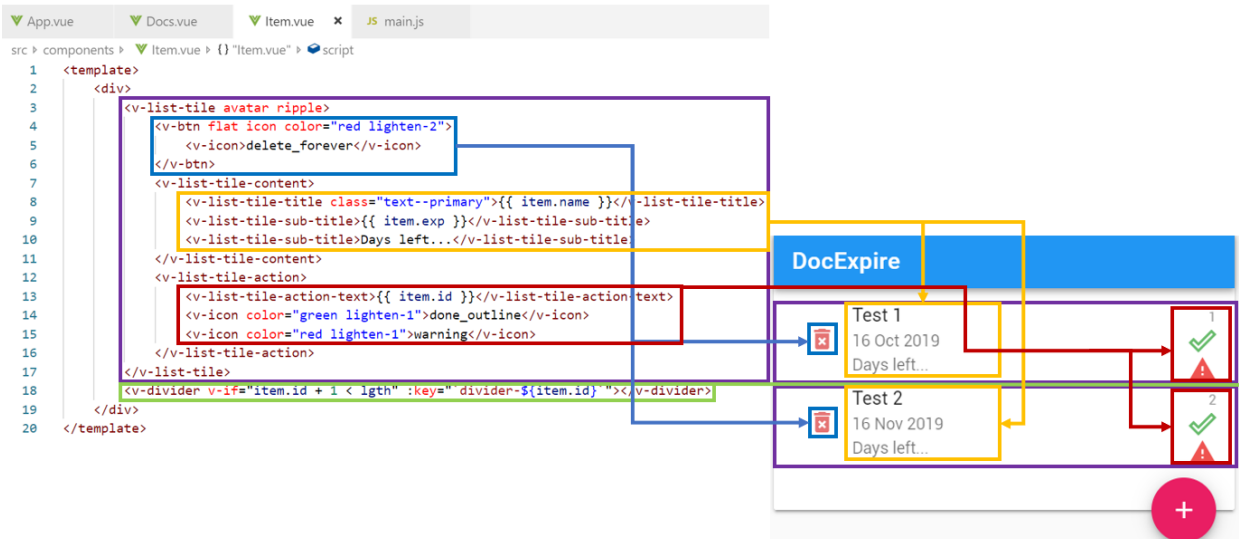 App.vue Docs.vue Item.vue × JS main.js
src components Item.vue {} "Item.vue" script
1 <template>
2 <div>
3 <v-list-tile avatar ripple>
4 <v-btn flat icon color="red lighten-2">
5 <v-icon>delete_forever</v-icon>
6 </v-btn>
7 <v-list-tile-content>
8 <v-list-tile-title class="text--primary">{{ item.name }}</v-list-tile-title>
9 <v-list-tile-sub-title>{{ item.exp }}</v-list-tile-sub-title>
10 <v-list-tile-sub-title>Days left...</v-list-tile-sub-title>
11 </v-list-tile-content>
12 <v-list-tile-action>
13 <v-list-tile-action-text>{{ item.id }}</v-list-tile-action-text>
14 <v-icon color="green lighten-1">done_outline</v-icon>
15 <v-icon color="red lighten-1">warning</v-icon>
16 </v-list-tile-action>
17 </v-list-tile>
18 <v-divider v-if="item.id + 1 < lgth" :key="`divider-${item.id}`"></v-divider>
19 </div>
20 </template>
DocExpire
Test 1
1
16 Oct 2019
Days left...
Test 2
2
16 Nov 2019
Days left...
+